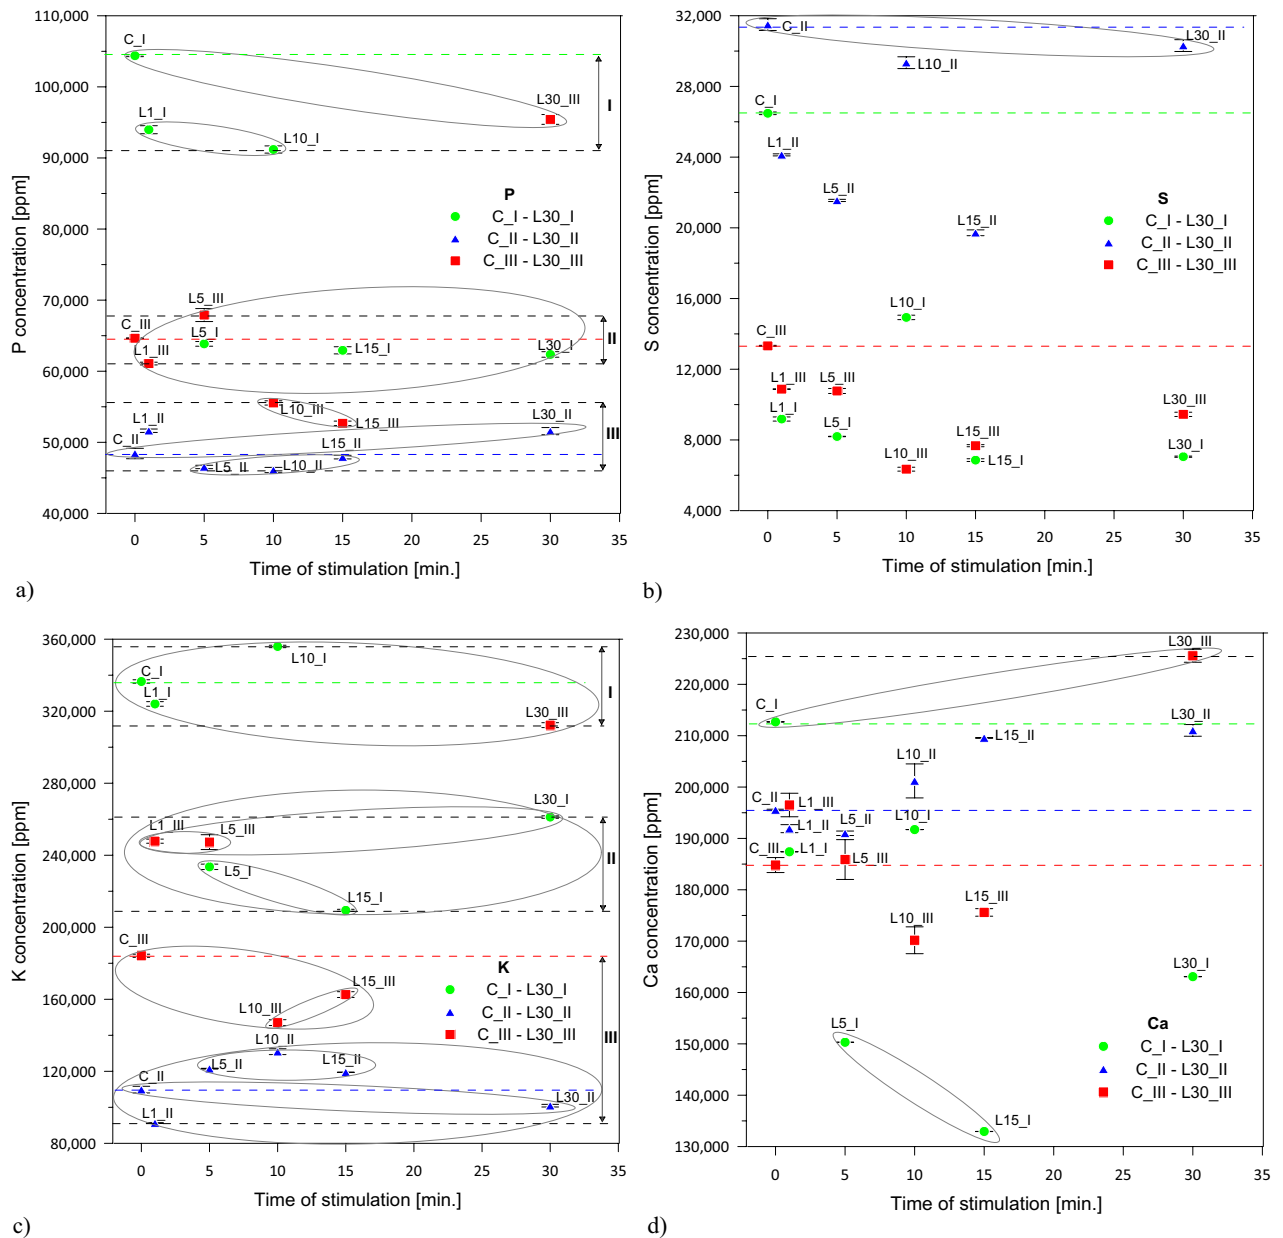 110,000
100,000
90,000
80,000
70,000
60,000
50,000
40,000
P concentration [ppm]
C_I
L1_I
L10_I
L30_III
I
P
C_I - L30_I
C_II - L30_II
C_III - L30_III
L5_III
C_III
L5_I
L1_III
L15_I
L30_I
II
L10_III
L15_III
L1_II
L30_II
C_II
L15_II
L5_II
L10_II
III
0 5 10 15 20 25 30 35
Time of stimulation [min.]
a)
32,000
28,000
24,000
20,000
16,000
12,000
8,000
4,000
S concentration [ppm]
C_II
L30_II
L10_II
C_I
L1_II
L5_II
L15_II
S
C_I - L30_I
C_II - L30_II
C_III - L30_III
L10_I
C_III
L1_III
L5_III
L1_I
L5_I
L30_III
L15_III
L10_III
L15_I
L30_I
0 5 10 15 20 25 30 35
Time of stimulation [min.]
b)
360,000
320,000
280,000
240,000
200,000
160,000
120,000
80,000
K concentration [ppm]
L10_I
C_I
L1_I
L30_III
I
L30_I
L1_III
L5_III
L5_I
L15_I
II
C_III
K
C_I - L30_I
C_II - L30_II
C_III - L30_III
L15_III
L10_III
L10_II
L5_II
L15_II
C_II
L30_II
L1_II
III
0 5 10 15 20 25 30 35
Time of stimulation [min.]
c)
230,000
220,000
210,000
200,000
190,000
180,000
170,000
160,000
150,000
140,000
130,000
Ca concentration [ppm]
L30_III
C_I
L30_II
L15_II
L10_II
C_II
L1_III
L10_I
L1_II
L5_II
C_III
L1_I
L5_III
L15_III
L10_III
L30_I
L5_I
L15_I
Ca
C_I - L30_I
C_II - L30_II
C_III - L30_III
0 5 10 15 20 25 30 35
Time of stimulation [min.]
d)